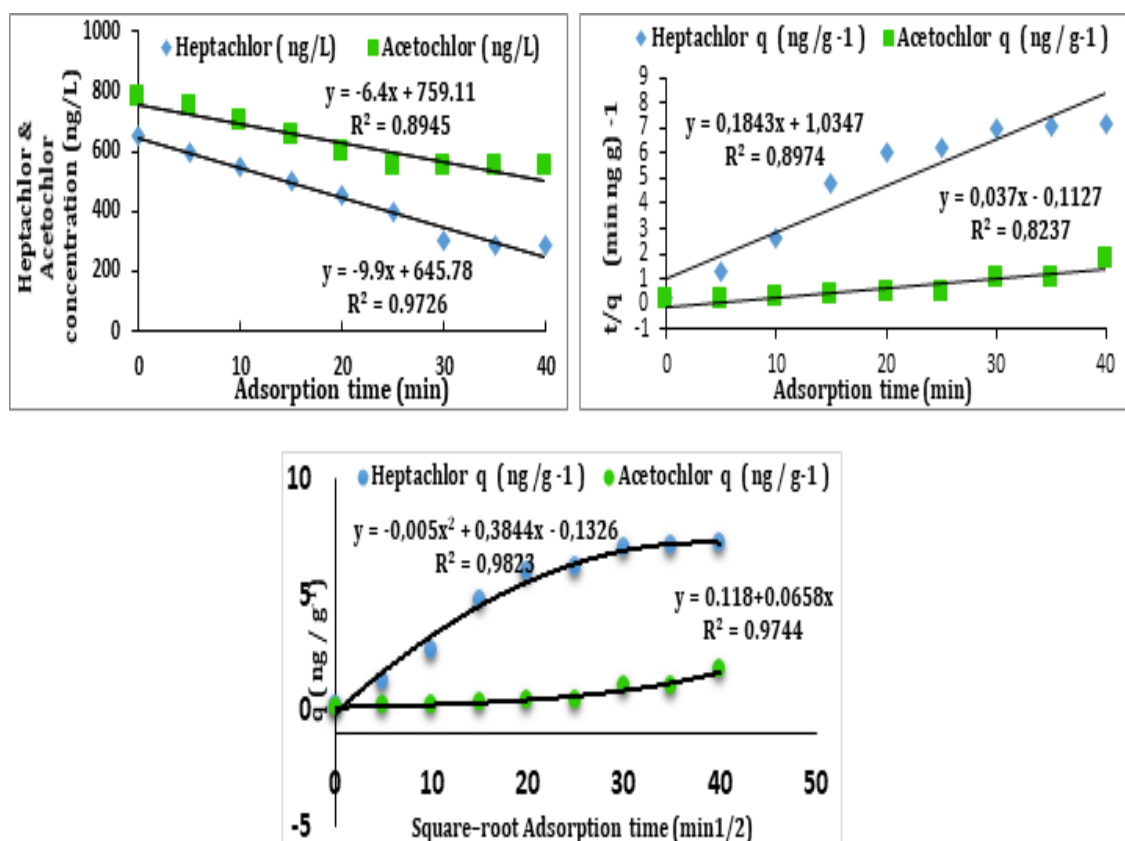 1000
800
600
400
200
0
Heptachlor &
Acetochlor
concentration (ng/L)
Heptachlor ( ng/L)
Acetochlor ( ng/L)
y = -6.4x + 759.11
R² = 0.8945
y = -9.9x + 645.78
R² = 0.9726
0 10 20 30 40
Adsorption time (min)
Heptachlor q ( ng /g -1 )
Acetochlor q ( ng / g-1 )
9
8
7
6
5
4
3
2
1
0
-1
t/q (min ng g) -1
y = 0,1843x + 1,0347
R² = 0,8974
y = 0,037x - 0,1127
R² = 0,8237
0 10 20 30 40
Adsorption time (min)
Heptachlor q ( ng /g -1 )
Acetochlor q ( ng / g-1 )
10
5
0
-5
q ( ng / g-1)
y = -0,005x² + 0,3844x - 0,1326
R² = 0,9823
y = 0.118+0.0658x
R² = 0.9744
0 10 20 30 40 50
Square-root Adsorption time (min1/2)